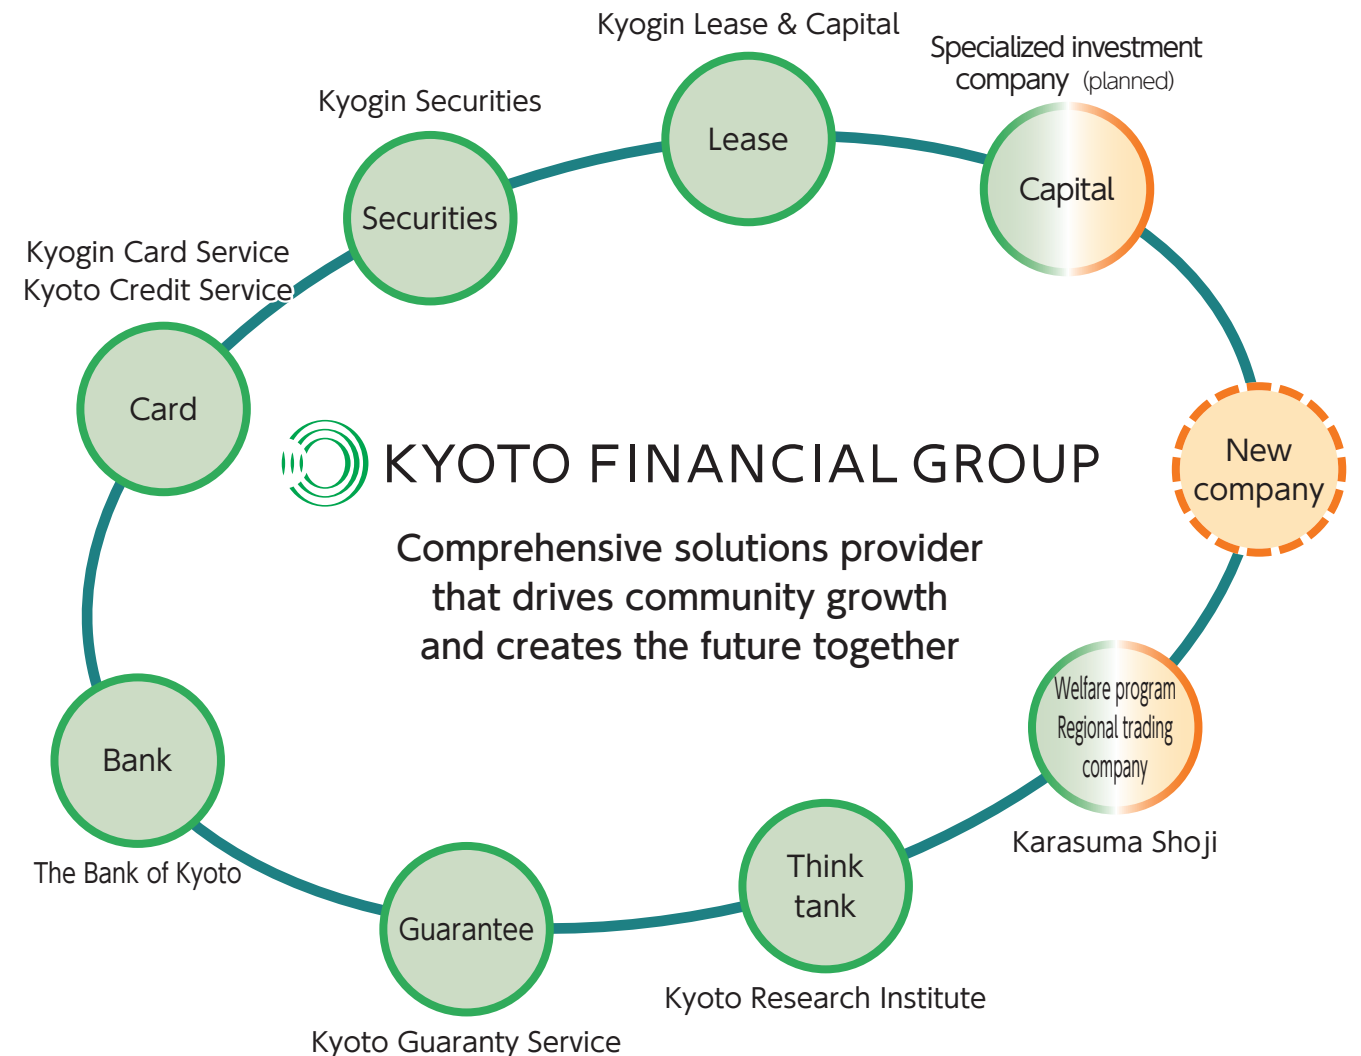 Kyogin Lease & Capital
Lease
Specialized investment
company (planned)
Capital
Kyogin Securities
Securities
Kyogin Card Service
Kyoto Credit Service
Card
KYOTO FINANCIAL GROUP
Comprehensive solutions provider
that drives community growth
and creates the future together
New
company
Welfare program
Regional trading
company
Karasuma Shoji
Bank
The Bank of Kyoto
Think
tank
Kyoto Research Institute
Guarantee
Kyoto Guaranty Service